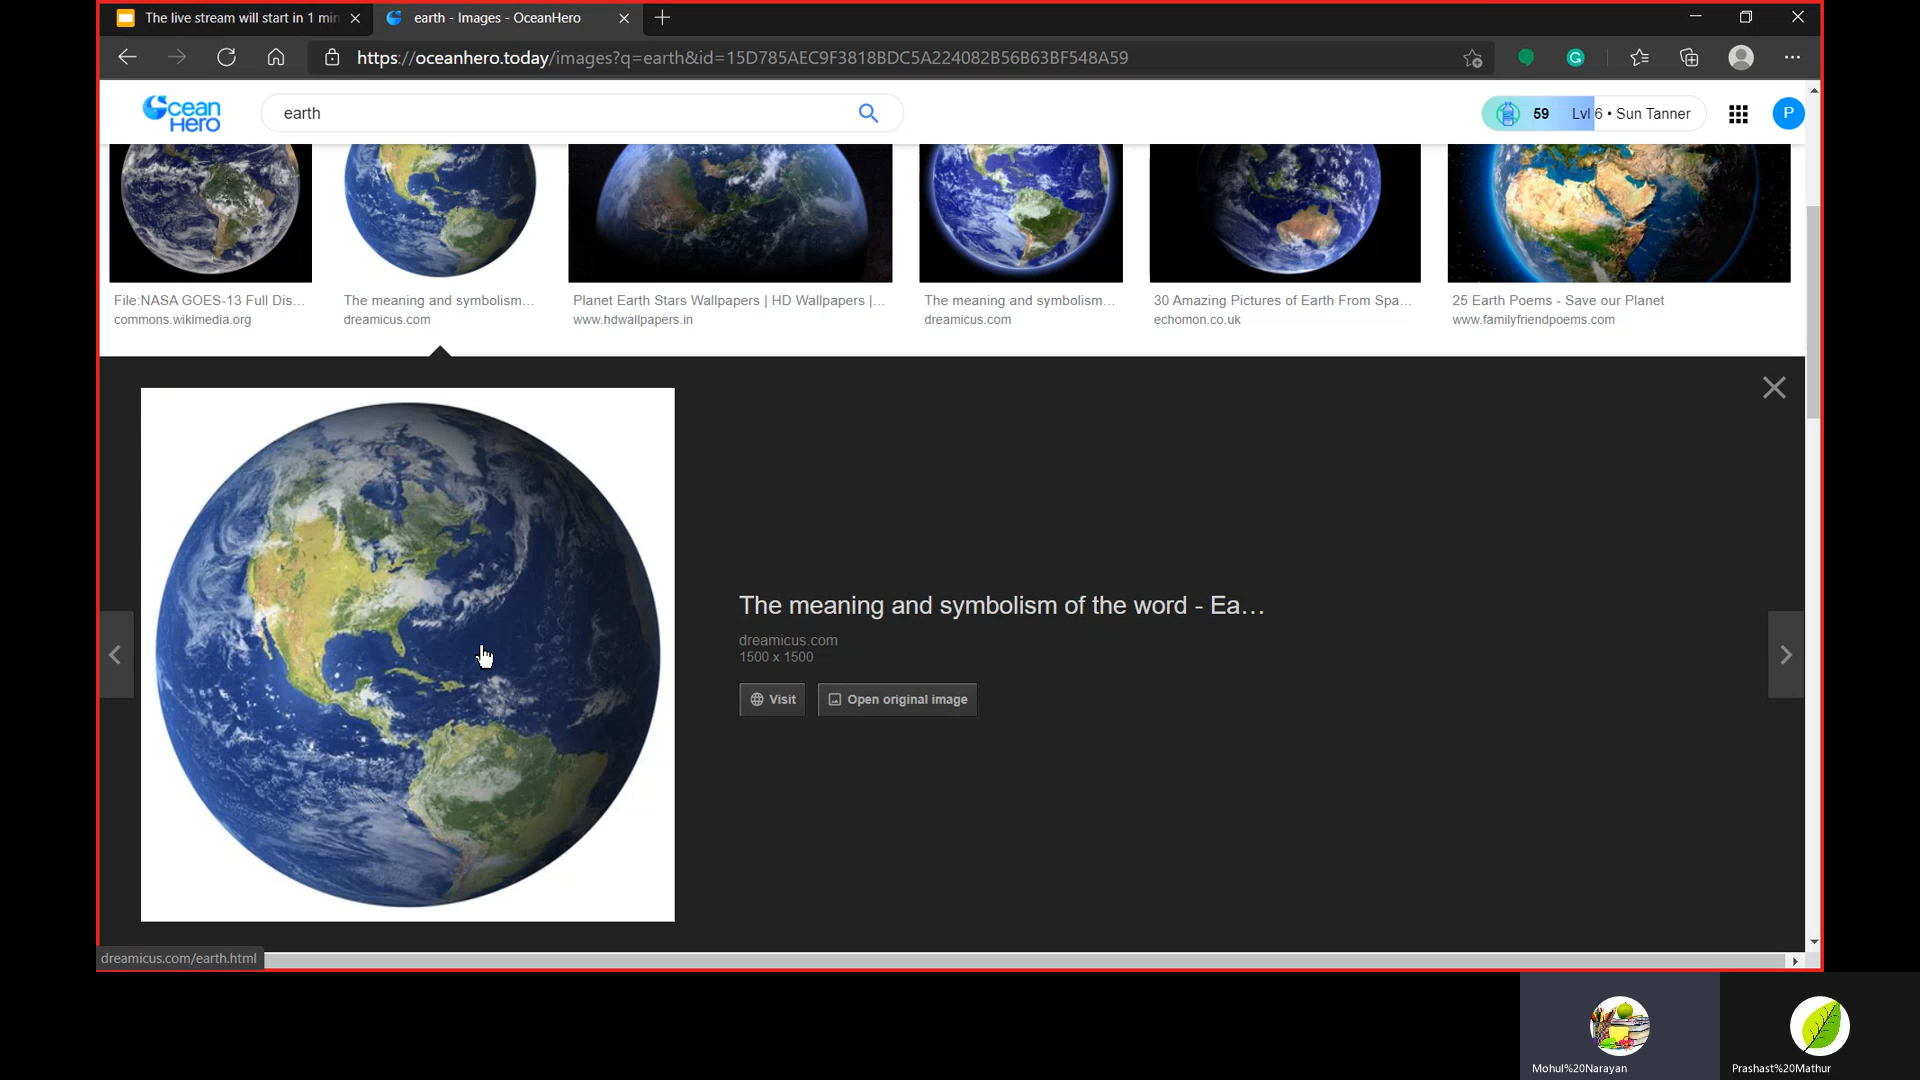 The live stream will start in 1 min
earth - Images - OceanHero
https://oceanhero.today/images?q=earth&id=15D785AEC9F3818BDC5A224082B56B63BF548A59
Ocean
Hero
earth
59
Lvl 6 • Sun Tanner
P
File:NASA GOES-13 Full Dis...
commons.wikimedia.org
The meaning and symbolism...
dreamicus.com
Planet Earth Stars Wallpapers | HD Wallpapers |...
www.hdwallpapers.in
The meaning and symbolism...
dreamicus.com
30 Amazing Pictures of Earth From Spa...
echomon.co.uk
25 Earth Poems - Save our Planet
www.familyfriendpoems.com
The meaning and symbolism of the word - Ea...
dreamicus.com
1500 x 1500
Visit
Open original image
dreamicus.com/earth.html
Mohul%20Narayan
Prashast%20Mathur